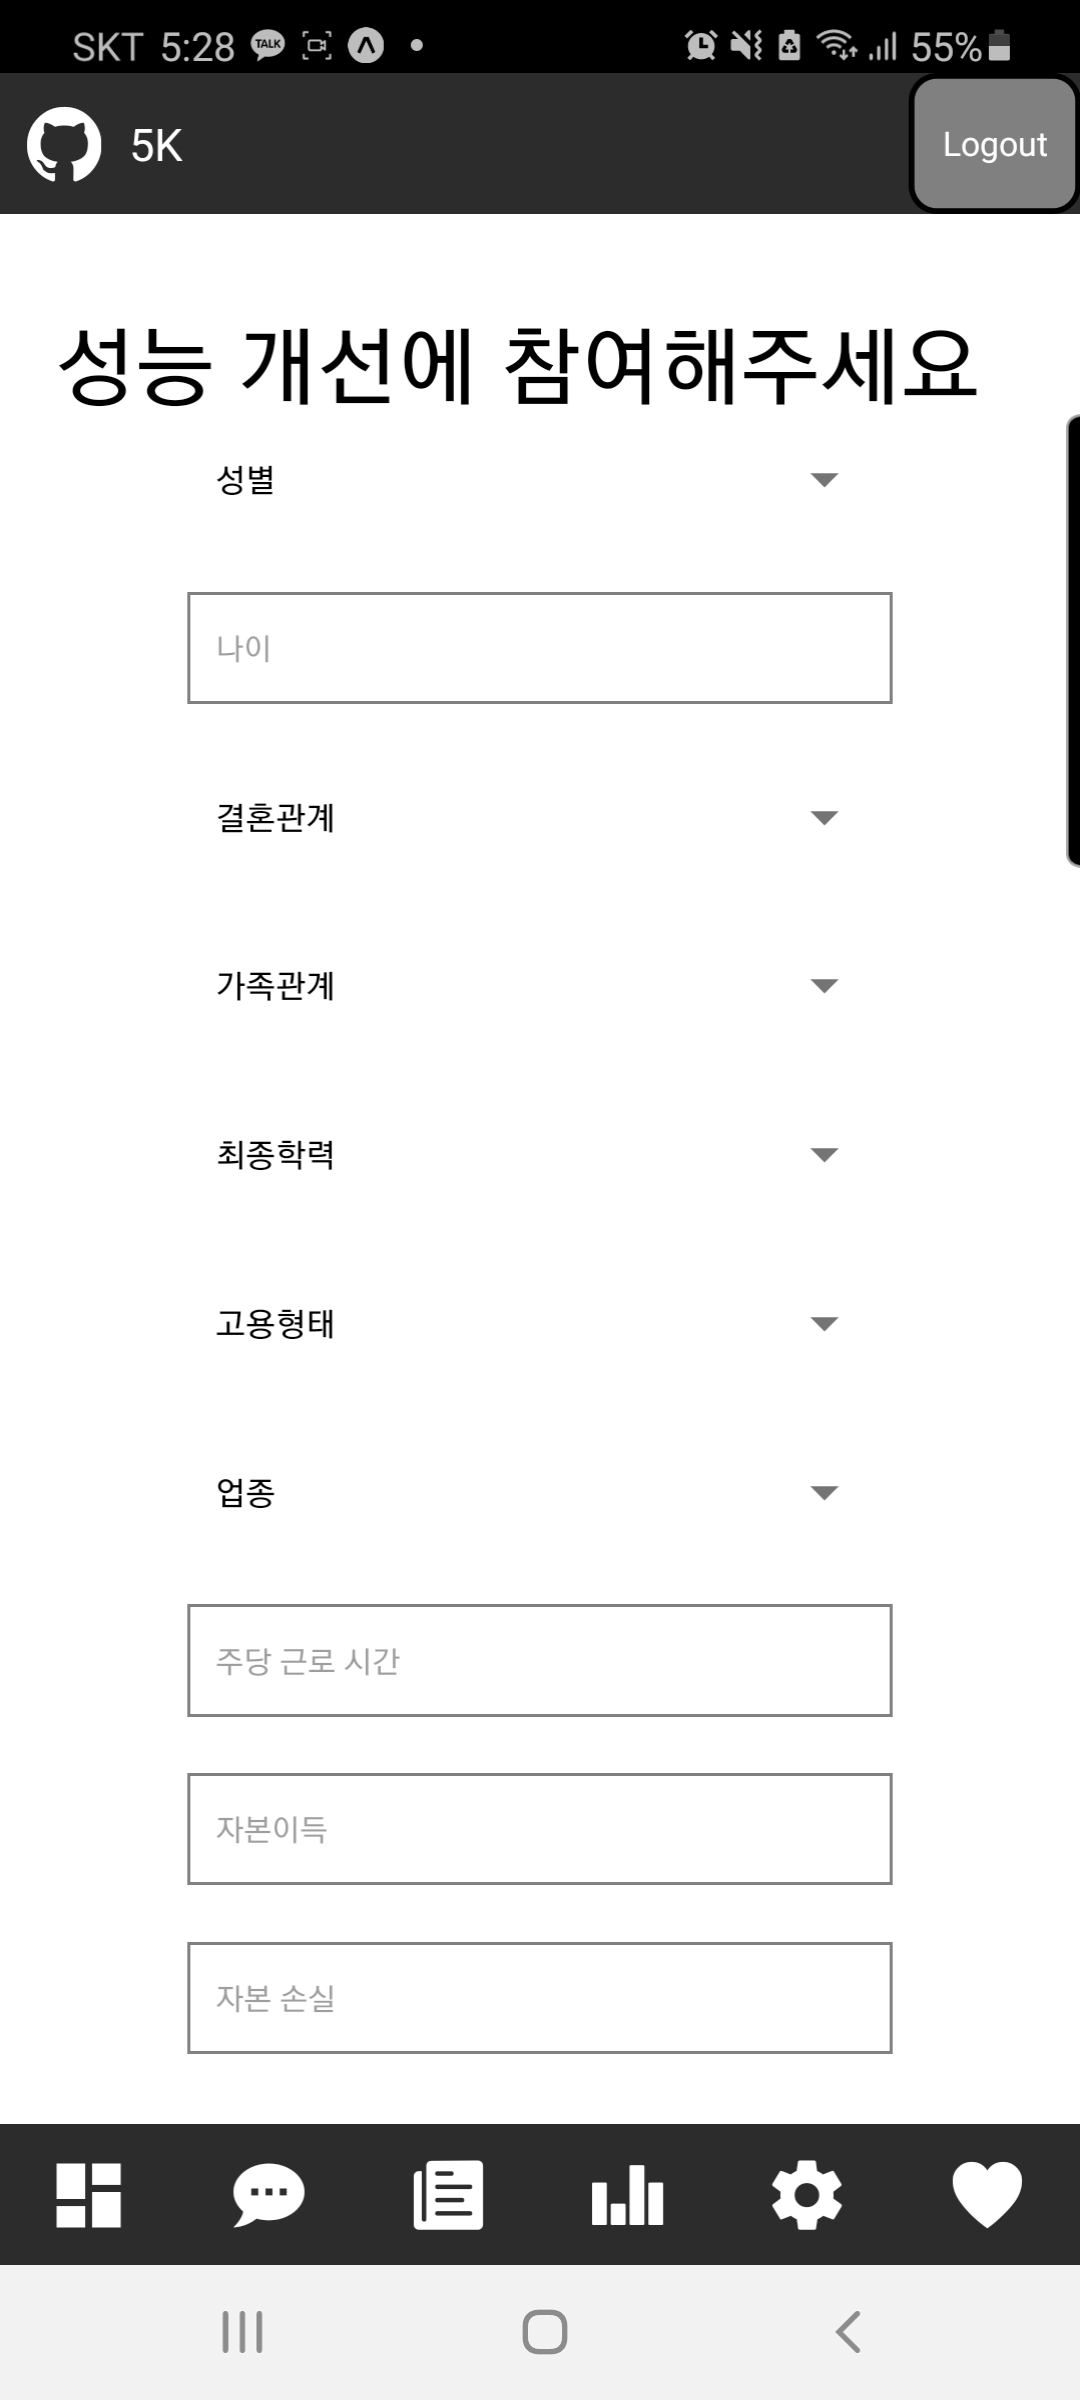 SKT 5:28 TALK 55%
5K Logout
성능 개선에 참여해주세요
성별
나이
결혼관계
가족관계
최종학력
고용형태
업종
주당 근로 시간
자본이득
자본 손실